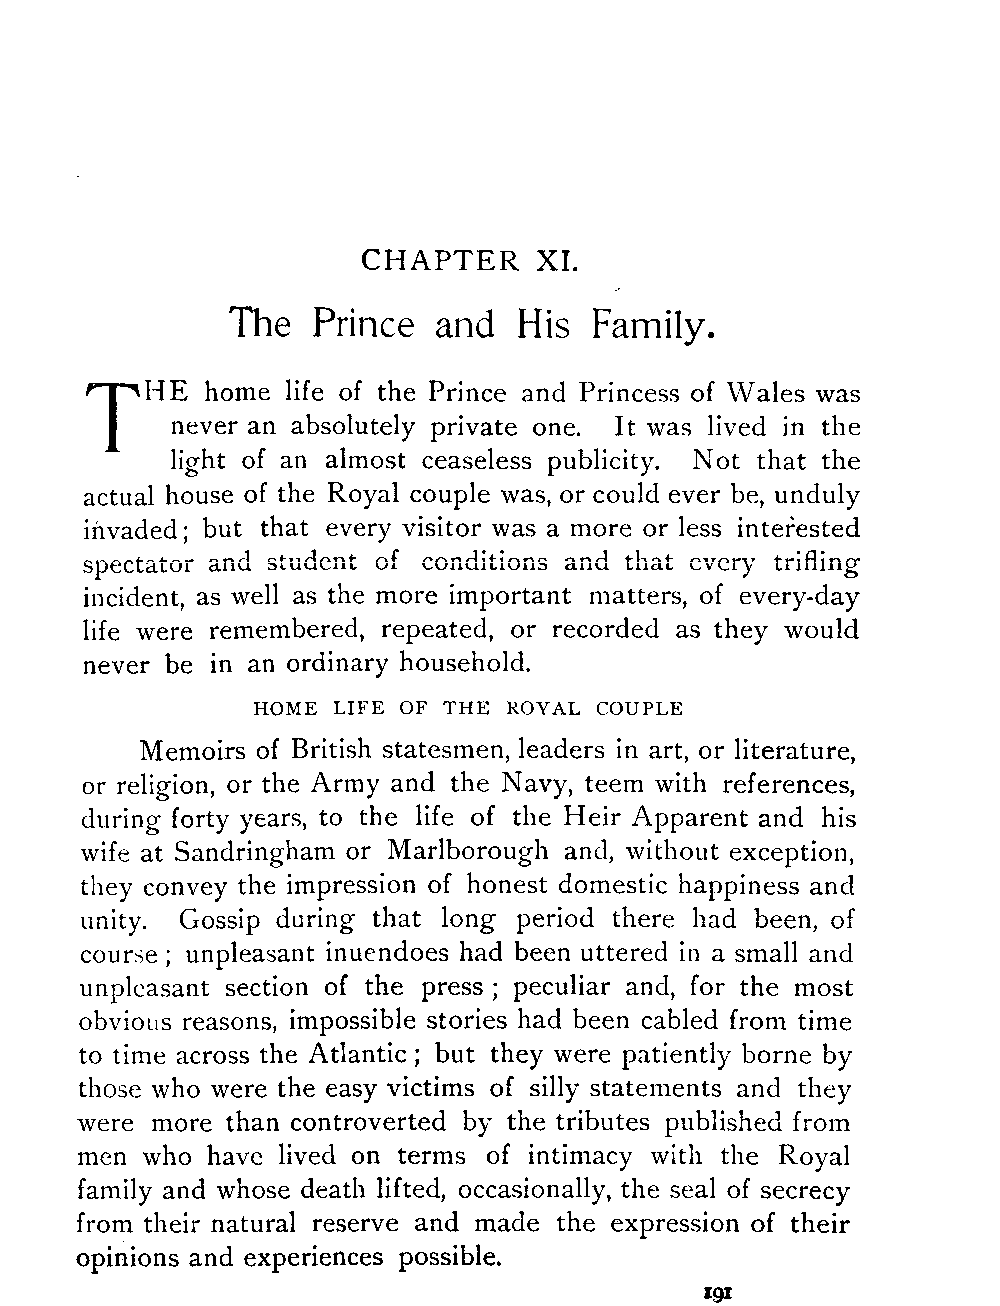 CHAPTER XI.
The Prince and His Family.
THE home life of the Prince and Princess of Wales was
never an absolutely private one. It was lived in the
light of an almost ceaseless publicity. Not that the
actual house of the Royal couple was, or could ever be, unduly
invaded; but that every visitor was a more or less interested
spectator and student of conditions and that every trifling
incident, as well as the more important matters, of every-day
life were remembered, repeated, or recorded as they would
never be in an ordinary household.
HOME LIFE OF THE ROYAL COUPLE
Memoirs of British statesmen, leaders in art, or literature,
or religion, or the Army and the Navy, teem with references,
during forty years, to the life of the Heir Apparent and his
wife at Sandringham or Marlborough and, without exception,
they convey the impression of honest domestic happiness and
unity. Gossip during that long period there had been, of
course; unpleasant inuendoes had been uttered in a small and
unpleasant section of the press; peculiar and, for the most
obvious reasons, impossible stories had been cabled from time
to time across the Atlantic; but they were patiently borne by
those who were the easy victims of silly statements and they
were more than controverted by the tributes published from
men who have lived on terms of intimacy with the Royal
family and whose death lifted, occasionally, the seal of secrecy
from their natural reserve and made the expression of their
opinions and experiences possible.
191